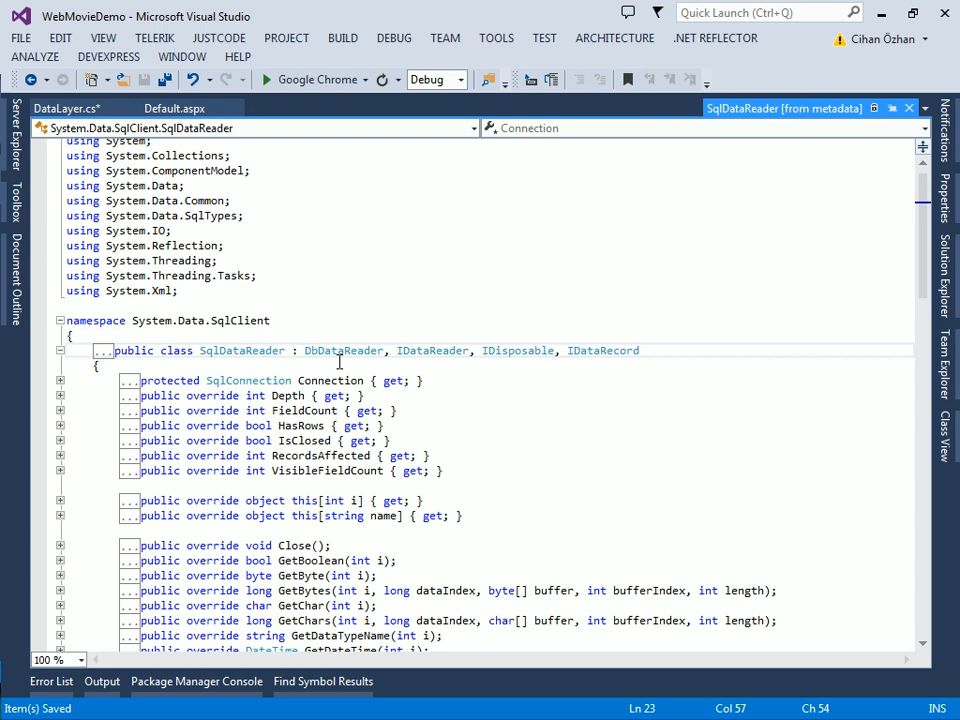 WebMovieDemo - Microsoft Visual Studio
Quick Launch (Ctrl+Q)
FILE EDIT VIEW TELERIK JUSTCODE PROJECT BUILD DEBUG TEAM TOOLS TEST ARCHITECTURE .NET REFLECTOR
Cihan Özhan
ANALYZE DEVEXPRESS WINDOW HELP
Google Chrome
Debug
DataLayer.cs*
Default.aspx
SqlDataReader [from metadata]
System.Data.SqlClient.SqlDataReader
Connection
Server Explorer
Toolbox
Document Outline
using System;
using System.Collections;
using System.ComponentModel;
using System.Data;
using System.Data.Common;
using System.Data.SqlTypes;
using System.IO;
using System.Reflection;
using System.Threading;
using System.Threading.Tasks;
using System.Xml;
namespace System.Data.SqlClient
{
...public class SqlDataReader : DbDataReader, IDataReader, IDisposable, IDataRecord
{
...protected SqlConnection Connection { get; }
...public override int Depth { get; }
...public override int FieldCount { get; }
...public override bool HasRows { get; }
...public override bool IsClosed { get; }
...public override int RecordsAffected { get; }
...public override int VisibleFieldCount { get; }
...public override object this[int i] { get; }
...public override object this[string name] { get; }
...public override void Close();
...public override bool GetBoolean(int i);
...public override byte GetByte(int i);
...public override long GetBytes(int i, long dataIndex, byte[] buffer, int bufferIndex, int length);
...public override char GetChar(int i);
...public override long GetChars(int i, long dataIndex, char[] buffer, int bufferIndex, int length);
...public override string GetDataTypeName(int i);
...public override DateTime GetDateTime(int i);
Notifications
Properties
Solution Explorer
Team Explorer
Class View
100 %
Error List
Output
Package Manager Console
Find Symbol Results
Item(s) Saved
Ln 23
Col 57
Ch 54
INS